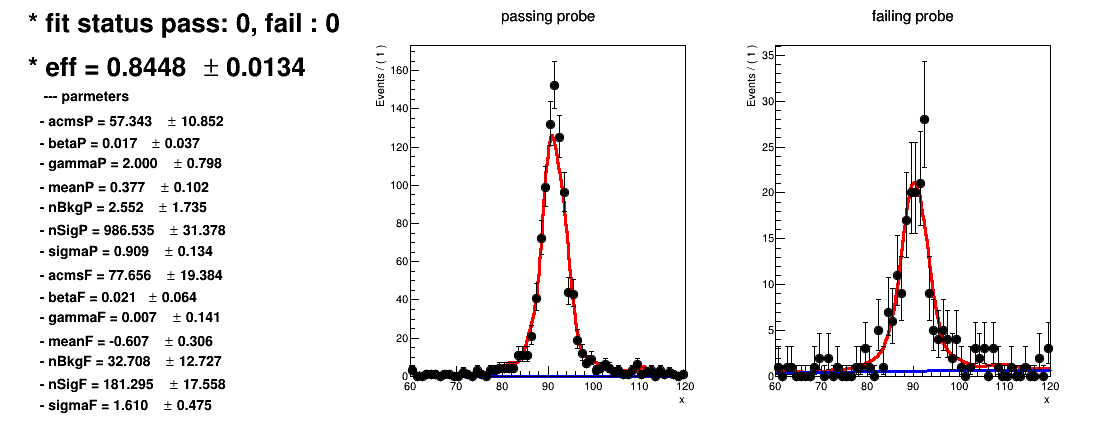 * fit status pass: 0, fail : 0
* eff = 0.8448 ± 0.0134
--- parmeters
- acmsP = 57.343 ± 10.852
- betaP = 0.017 ± 0.037
- gammaP = 2.000 ± 0.798
- meanP = 0.377 ± 0.102
- nBkgP = 2.552 ± 1.735
- nSigP = 986.535 ± 31.378
- sigmaP = 0.909 ± 0.134
- acmsF = 77.656 ± 19.384
- betaF = 0.021 ± 0.064
- gammaF = 0.007 ± 0.141
- meanF = -0.607 ± 0.306
- nBkgF = 32.708 ± 12.727
- nSigF = 181.295 ± 17.558
- sigmaF = 1.610 ± 0.475
passing probe
Events / ( 1 )
160
140
120
100
80
60
40
20
0
60 70 80 90 100 110 120
x
failing probe
Events / ( 1 )
35
30
25
20
15
10
5
0
60 70 80 90 100 110 120
x